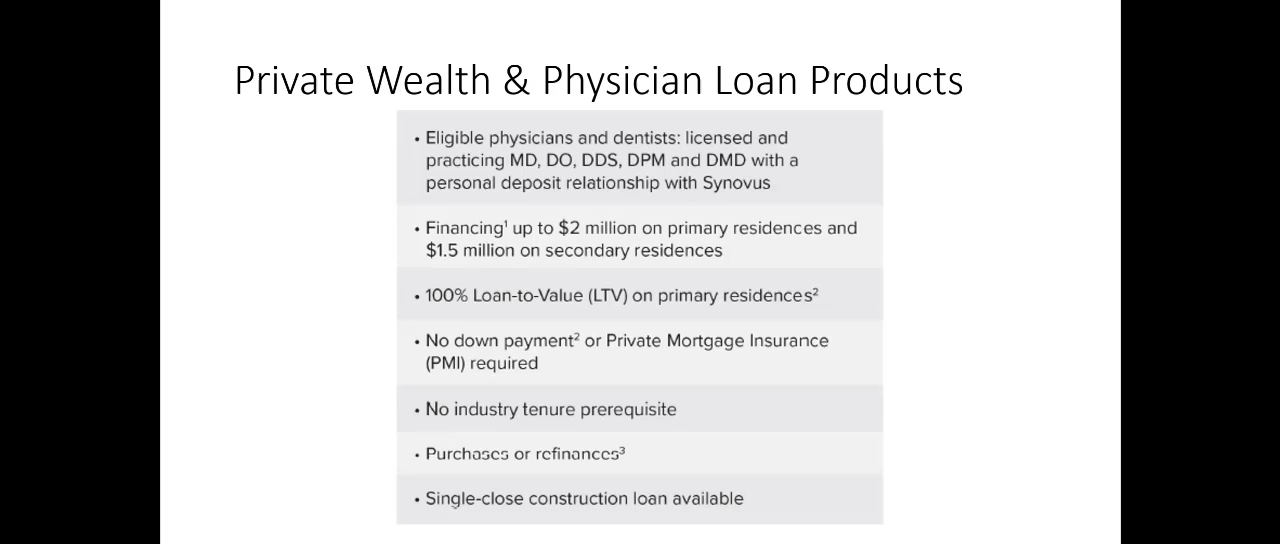 Private Wealth & Physician Loan Products
• Eligible physicians and dentists: licensed and
practicing MD, DO, DDS, DPM and DMD with a
personal deposit relationship with Synovus
• Financing¹ up to $2 million on primary residences and
$1.5 million on secondary residences
• 100% Loan-to-Value (LTV) on primary residences²
• No down payment² or Private Mortgage Insurance
(PMI) required
• No industry tenure prerequisite
• Purchases or refinances³
• Single-close construction loan available